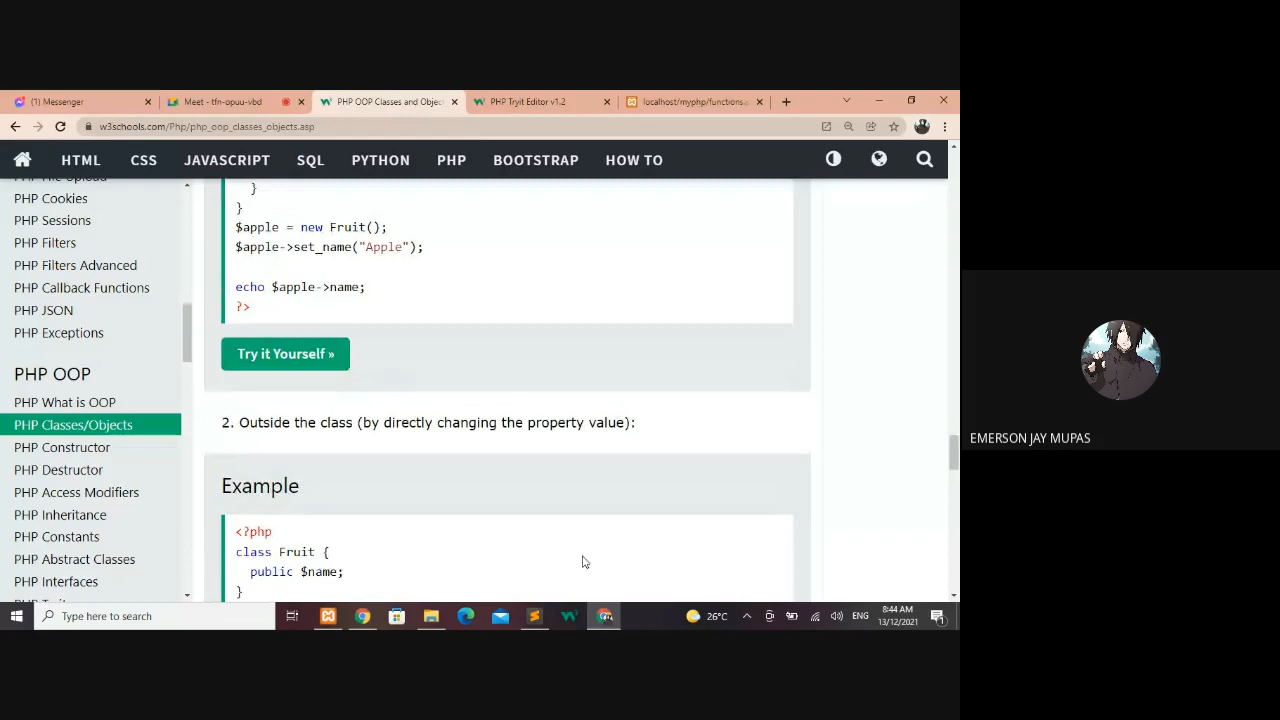 (1) Messenger
Meet - tfn-opuu-vbd
PHP OOP Classes and Objec
PHP Tryit Editor v1.2
localhost/myphp/functions.
w3schools.com/Php/php_oop_classes_objects.asp
HTML CSS JAVASCRIPT SQL PYTHON PHP BOOTSTRAP HOW TO
PHP File Upload
PHP Cookies
PHP Sessions
PHP Filters
PHP Filters Advanced
PHP Callback Functions
PHP JSON
PHP Exceptions
PHP OOP
PHP What is OOP
PHP Classes/Objects
PHP Constructor
PHP Destructor
PHP Access Modifiers
PHP Inheritance
PHP Constants
PHP Abstract Classes
PHP Interfaces
}
}
$apple = new Fruit();
$apple->set_name("Apple");
echo $apple->name;
?>
Try it Yourself »
2. Outside the class (by directly changing the property value):
Example
<?php
class Fruit {
public $name;
}
EMERSON JAY MUPAS
Type here to search
26°C
ENG
8:44 AM
13/12/2021
1